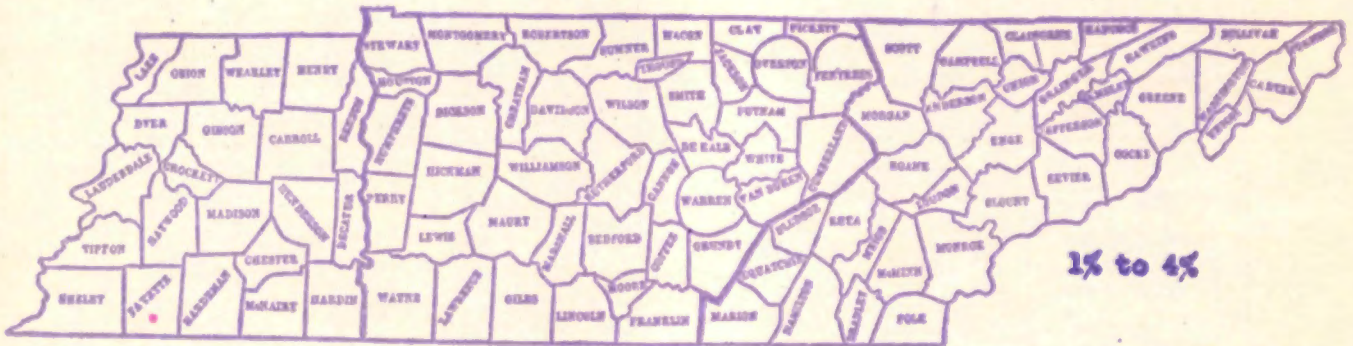 LAKE
OBION
WEAKLEY
HENRY
STEWART
MONTGOMERY
ROBERTSON
SUMNER
MACON
CLAY
PICKETT
SCOTT
CAMPBELL
CLAIBORNE
HANCOCK
HAWKINS
SULLIVAN
JOHNSON
CARTER
WASHINGTON
UNICOI
GREENE
HAMBLEN
GRAINGER
UNION
HOUSTON
TROUSDALE
JACKSON
OVERTON
FENTRESS
DYER
GIBSON
CARROLL
BENTON
HUMPHREYS
DICKSON
CHEATHAM
DAVIDSON
WILSON
SMITH
PUTNAM
MORGAN
ANDERSON
KNOX
JEFFERSON
COCKE
LAUDERDALE
CROCKETT
HAYWOOD
MADISON
HENDERSON
DECATUR
PERRY
HICKMAN
WILLIAMSON
RUTHERFORD
CANNON
DE KALB
WHITE
CUMBERLAND
WARREN
VAN BUREN
ROANE
LOUDON
BLOUNT
SEVIER
TIPTON
CHESTER
LEWIS
MAURY
MARSHALL
BEDFORD
COFFEE
GRUNDY
BLEDSOE
RHEA
MEIGS
McMINN
MONROE
SEQUATCHIE
SHELBY
FAYETTE
HARDEMAN
McNAIRY
HARDIN
WAYNE
LAWRENCE
GILES
LINCOLN
MOORE
FRANKLIN
MARION
HAMILTON
BRADLEY
POLK
1% to 4%